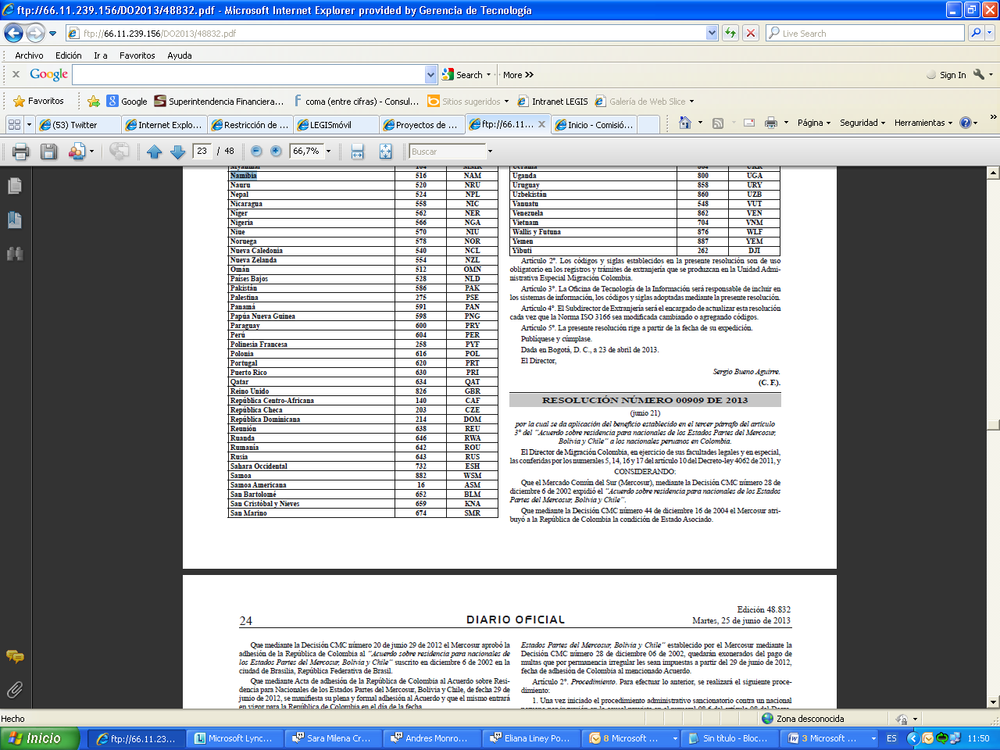 ftp://66.11.239.156/DO2013/48832.pdf - Microsoft Internet Explorer provided by Gerencia de Tecnología
ftp://66.11.239.156/DO2013/48832.pdf
Live Search
Archivo Edición Ir a Favoritos Ayuda
Google Search More Sign In
Favoritos Google Superintendencia Financiera... coma (entre cifras) - Consul... Sitios sugeridos Intranet LEGIS Galería de Web Slice
(53) Twitter Internet Explo... Restricción de ... LEGISmóvil Proyectos de ... ftp://66.11.... Inicio - Comisió... Página Seguridad Herramientas
23 / 48 66,7% Buscar
Myanmar 104 MMR
Namibia 516 NAM
Nauru 520 NRU
Nepal 524 NPL
Nicaragua 558 NIC
Níger 562 NER
Nigeria 566 NGA
Niue 570 NIU
Noruega 578 NOR
Nueva Caledonia 540 NCL
Nueva Zelanda 554 NZL
Omán 512 OMN
Países Bajos 528 NLD
Pakistán 586 PAK
Palestina 275 PSE
Panamá 591 PAN
Papúa Nueva Guinea 598 PNG
Paraguay 600 PRY
Perú 604 PER
Polinesia Francesa 258 PYF
Polonia 616 POL
Portugal 620 PRT
Puerto Rico 630 PRI
Qatar 634 QAT
Reino Unido 826 GBR
República Centro-Africana 140 CAF
República Checa 203 CZE
República Dominicana 214 DOM
Reunión 638 REU
Ruanda 646 RWA
Rumania 642 ROU
Rusia 643 RUS
Sahara Occidental 732 ESH
Samoa 882 WSM
Samoa Americana 16 ASM
San Bartolomé 652 BLM
San Cristóbal y Nieves 659 KNA
San Marino 674 SMR
Ucrania 804 UKR
Uganda 800 UGA
Uruguay 858 URY
Uzbekistán 860 UZB
Vanuatu 548 VUT
Venezuela 862 VEN
Vietnam 704 VNM
Wallis y Futuna 876 WLF
Yemen 887 YEM
Yibuti 262 DJI
Artículo 2°. Los códigos y siglas establecidos en la presente resolución son de uso
obligatorio en los registros y trámites de extranjería que se produzcan en la Unidad Admi-
nistrativa Especial Migración Colombia.
Artículo 3°. La Oficina de Tecnología de la Información será responsable de incluir en
los sistemas de información, los códigos y siglas adoptadas mediante la presente resolución.
Artículo 4°. El Subdirector de Extranjería será el encargado de actualizar esta resolución
cada vez que la Norma ISO 3166 sea modificada cambiando o agregando códigos.
Artículo 5°. La presente resolución rige a partir de la fecha de su expedición.
Publíquese y cúmplase.
Dada en Bogotá, D. C., a 23 de abril de 2013.
El Director,
Sergio Bueno Aguirre.
(C. F.).
RESOLUCIÓN NÚMERO 00909 DE 2013
(junio 21)
por la cual se da aplicación del beneficio establecido en el tercer párrafo del artículo
3° del “Acuerdo sobre residencia para nacionales de los Estados Partes del Mercosur,
Bolivia y Chile” a los nacionales peruanos en Colombia.
El Director de Migración Colombia, en ejercicio de sus facultades legales y en especial,
las conferidas por los numerales 5, 14, 16 y 17 del artículo 10 del Decreto-ley 4062 de 2011, y
CONSIDERANDO:
Que el Mercado Común del Sur (Mercosur), mediante la Decisión CMC número 28 de
diciembre 6 de 2002 expidió el “Acuerdo sobre residencia para nacionales de los Estados
Partes del Mercosur, Bolivia y Chile”.
Que mediante la Decisión CMC número 44 de diciembre 16 de 2004 el Mercosur atri-
buyó a la República de Colombia la condición de Estado Asociado.
24 DIARIO OFICIAL
Edición 48.832
Martes, 25 de junio de 2013
Que mediante la Decisión CMC número 20 de junio 29 de 2012 el Mercosur aprobó la
adhesión de la República de Colombia al “Acuerdo sobre residencia para nacionales de
los Estados Partes del Mercosur, Bolivia y Chile” suscrito en diciembre 6 de 2002 en la
ciudad de Brasilia, República Federativa de Brasil.
Que mediante Acta de adhesión de la República de Colombia al Acuerdo sobre Resi-
dencia para Nacionales de los Estados Partes del Mercosur, Bolivia y Chile, de fecha 29 de
junio de 2012, se manifiesta su plena y formal adhesión al Acuerdo y que el mismo entrará
en vigor para la República de Colombia en el día de la fecha.
Estados Partes del Mercosur, Bolivia y Chile” establecido por el Mercosur mediante la
Decisión CMC número 28 de diciembre 06 de 2002, quedarán exonerados del pago de
multas que por permanencia irregular les sean impuestas a partir del 29 de junio de 2012,
fecha de adhesión de Colombia al mencionado Acuerdo.
Artículo 2°. Procedimiento. Para efectuar lo anterior, se realizará el siguiente proce-
dimiento:
1. Una vez iniciado el procedimiento administrativo sancionatorio contra un nacional
Hecho Zona desconocida
Inicio ftp://66.11.23... Microsoft Lync... Sara Milena Cr... Andres Monro... Eliana Liney Po... 8 Microsoft ... Sin título - Bloc... 3 Microsoft ... ES 11:50